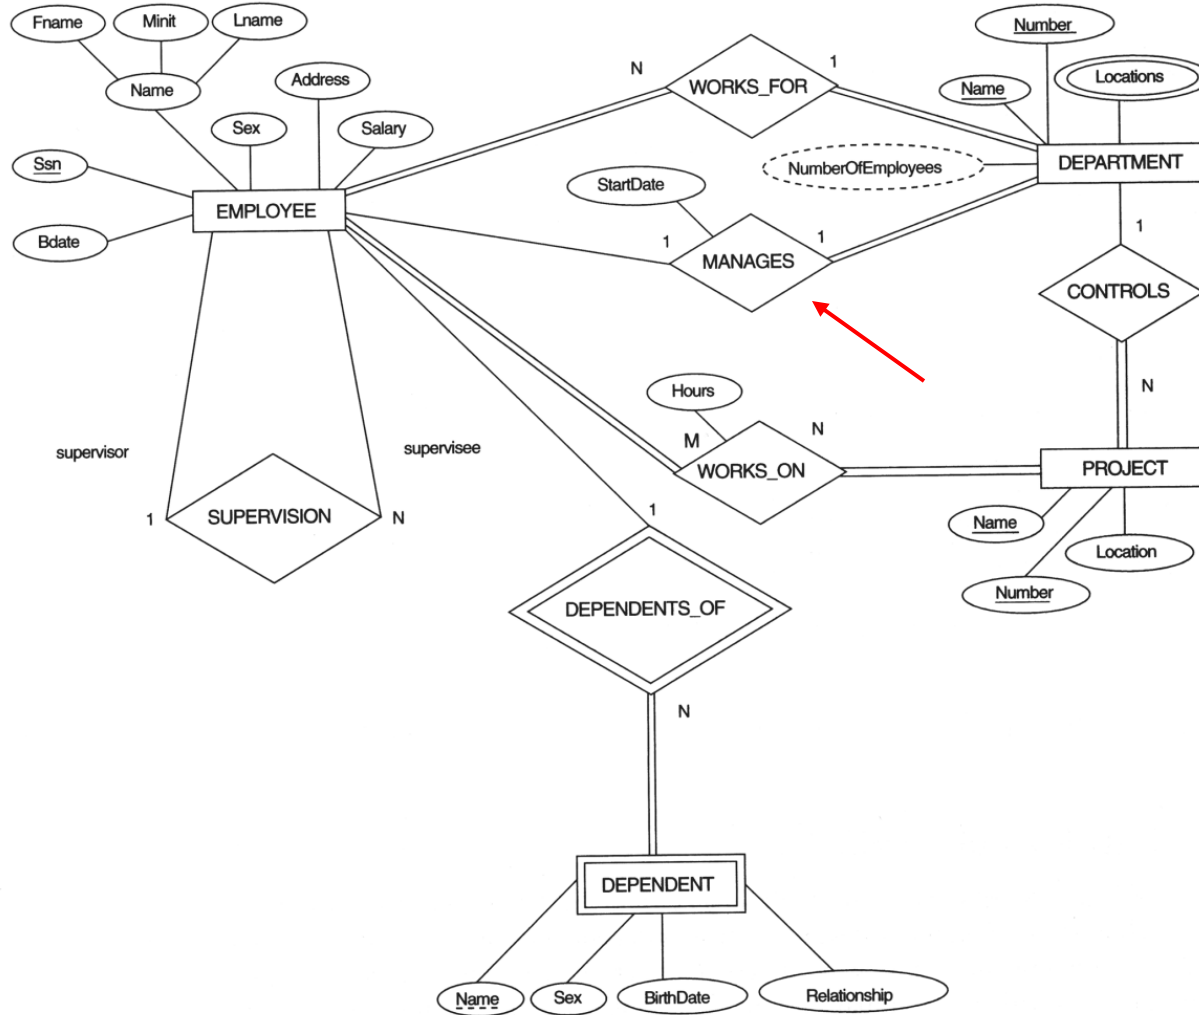 Fname
Minit
Lname
Number
Name
Address
N
1
WORKS_FOR
Name
Locations
Sex
Salary
Ssn
StartDate
NumberOfEmployees
DEPARTMENT
EMPLOYEE
Bdate
1
1
MANAGES
1
CONTROLS
Hours
N
M
N
supervisor
supervisee
WORKS_ON
PROJECT
1
SUPERVISION
N
1
Name
Location
Number
DEPENDENTS_OF
N
DEPENDENT
Name
Sex
BirthDate
Relationship